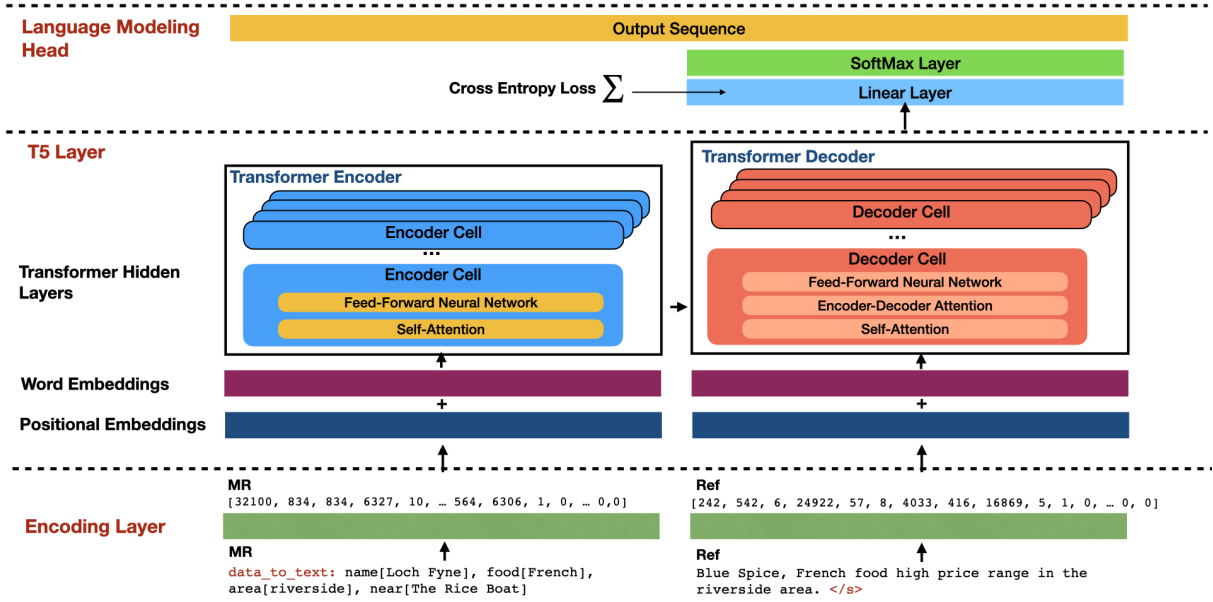 Language Modeling
Head
Output Sequence
SoftMax Layer
Cross Entropy Loss ∑
Linear Layer
T5 Layer
Transformer Encoder
Encoder Cell
...
Encoder Cell
Feed-Forward Neural Network
Self-Attention
Transformer Decoder
Decoder Cell
...
Decoder Cell
Feed-Forward Neural Network
Encoder-Decoder Attention
Self-Attention
Transformer Hidden
Layers
Word Embeddings
+
+
Positional Embeddings
MR
[32100, 834, 834, 6327, 10, … 564, 6306, 1, 0, … 0,0]
Ref
[242, 542, 6, 24922, 57, 8, 4033, 416, 16869, 5, 1, 0, … 0, 0]
Encoding Layer
MR
data_to_text: name[Loch Fyne], food[French],
area[riverside], near[The Rice Boat]
Ref
Blue Spice, French food high price range in the
riverside area. </s>